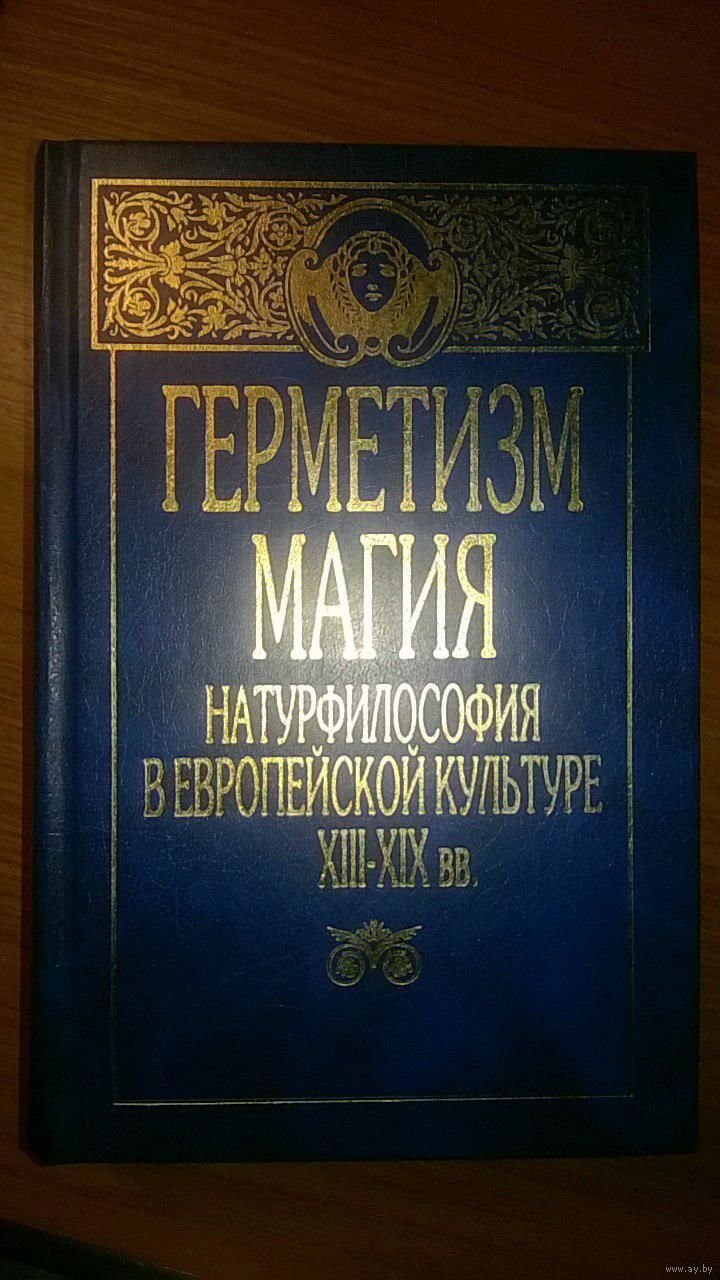 ГЕРМЕТИЗМ
МАГИЯ
НАТУРФИЛОСОФИЯ
В ЕВРОПЕЙСКОЙ КУЛЬТУРЕ
XIII-XIX вв.
www.ay.by